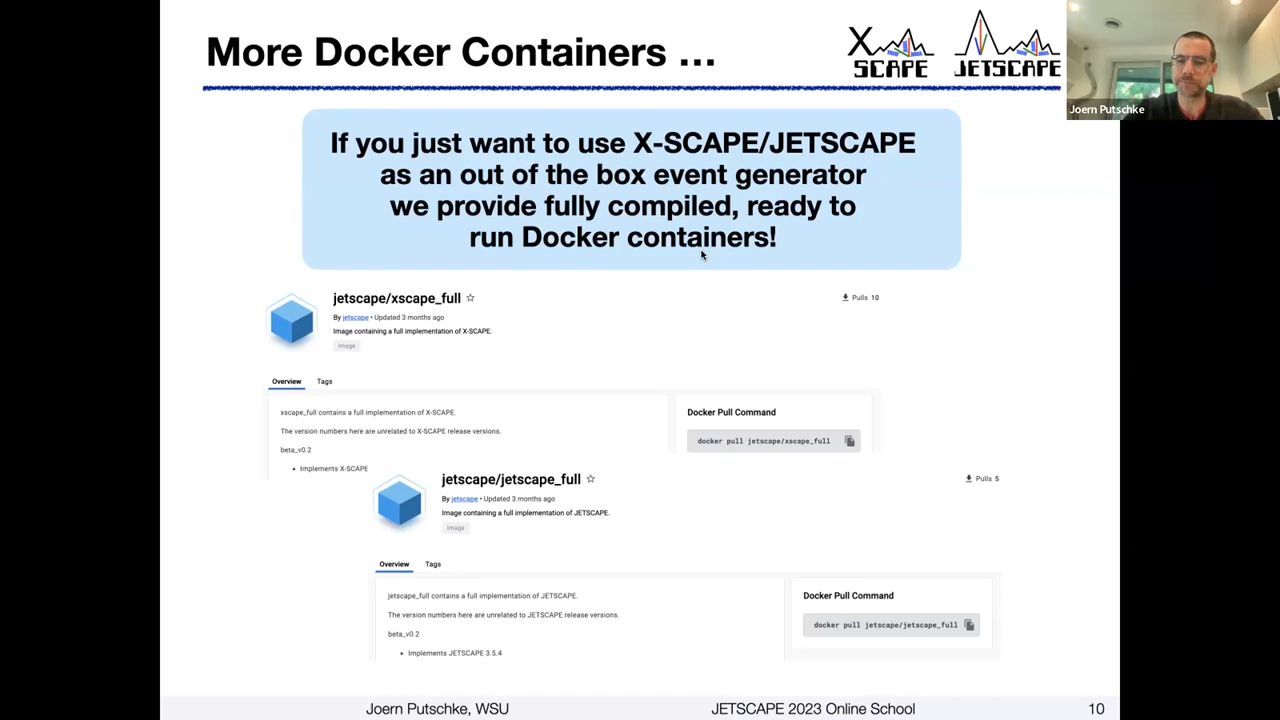 More Docker Containers ...
X
SCAPE
JETSCAPE
Joern Putschke
If you just want to use X-SCAPE/JETSCAPE
as an out of the box event generator
we provide fully compiled, ready to
run Docker containers!
jetscape/xscape_full
Pulls 10
By jetscape • Updated 3 months ago
Image containing a full implementation of X-SCAPE.
Image
Overview Tags
xscape_full contains a full implementation of X-SCAPE.
The version numbers here are unrelated to X-SCAPE release versions.
beta_v0.2
• Implements X-SCAPE
Docker Pull Command
docker pull jetscape/xscape_full
jetscape/jetscape_full
Pulls 5
By jetscape • Updated 3 months ago
Image containing a full implementation of JETSCAPE.
Image
Overview Tags
jetscape_full contains a full implementation of JETSCAPE.
The version numbers here are unrelated to JETSCAPE release versions.
beta_v0.2
• Implements JETSCAPE 3.5.4
Docker Pull Command
docker pull jetscape/jetscape_full
Joern Putschke, WSU
JETSCAPE 2023 Online School
10